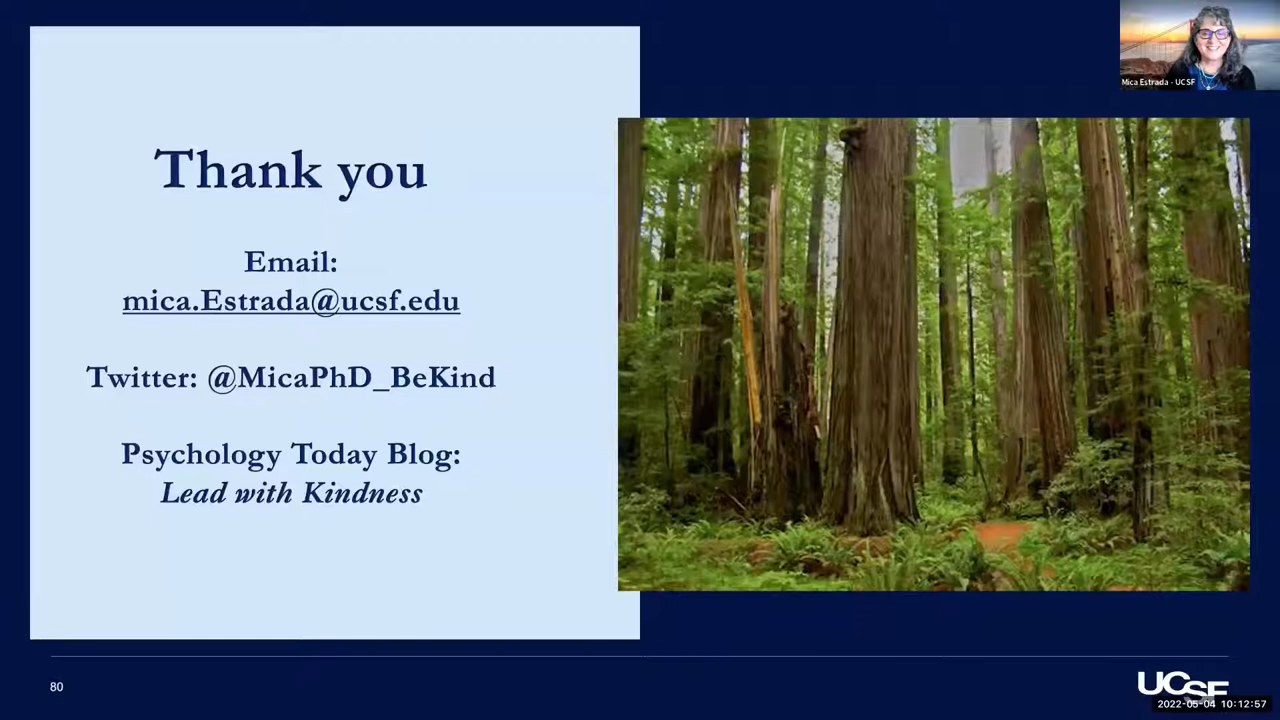 Mica Estrada - UCSF
Thank you
Email:
mica.Estrada@ucsf.edu
Twitter: @MicaPhD_BeKind
Psychology Today Blog:
Lead with Kindness
80
UCSF
2022-05-04 10:12:57